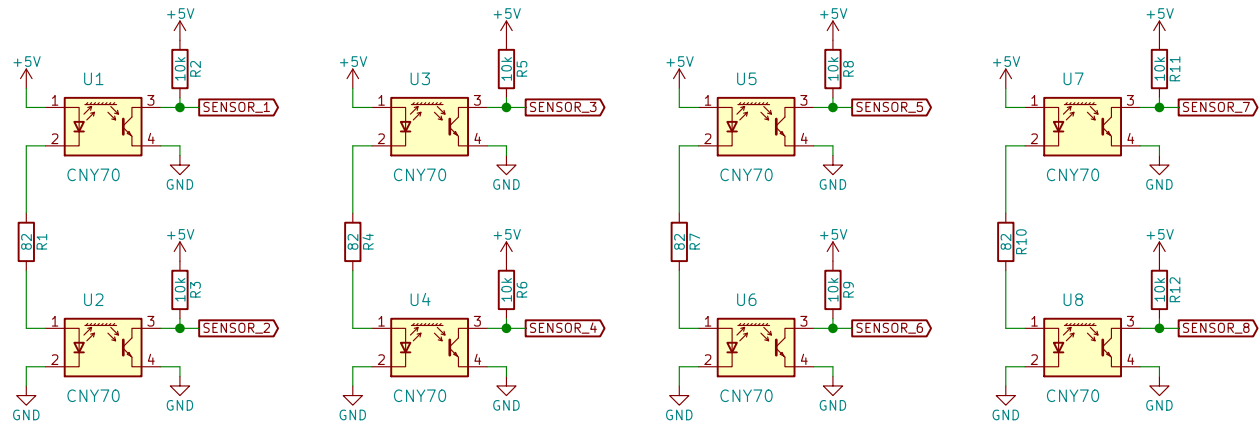 +5V +5V +5V +5V
+5V +5V +5V +5V
10k R2 10k R5 10k R8 10k R11
U1 U3 U5 U7
1 3 SENSOR_1 1 3 SENSOR_3 1 3 SENSOR_5 1 3 SENSOR_7
2 4 2 4 2 4 2 4
CNY70 CNY70 CNY70 CNY70
GND GND GND GND
82 R1 82 R4 82 R7 82 R10
+5V +5V +5V +5V
10k R3 10k R6 10k R9 10k R12
U2 U4 U6 U8
1 3 SENSOR_2 1 3 SENSOR_4 1 3 SENSOR_6 1 3 SENSOR_8
2 4 2 4 2 4 2 4
CNY70 CNY70 CNY70 CNY70
GND GND GND GND GND GND GND GND